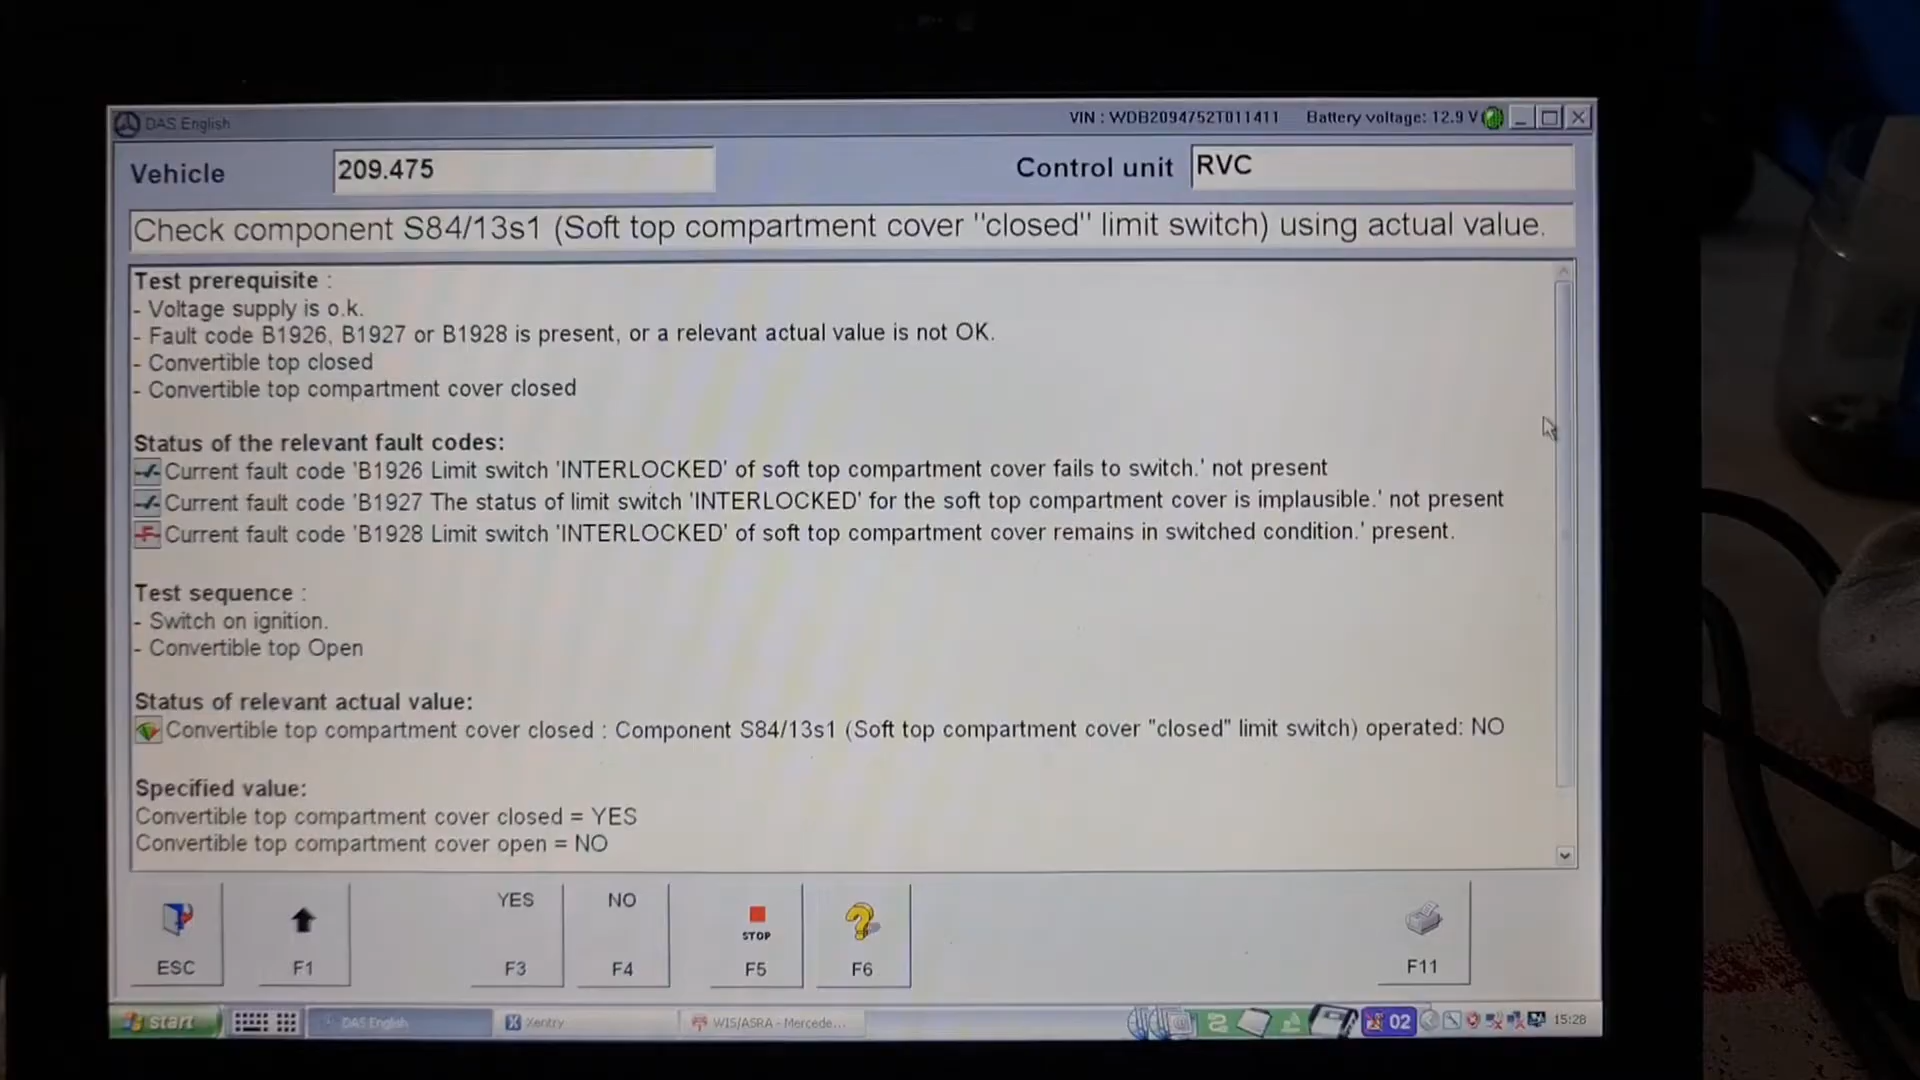 DAS English
VIN : WDB2094752T011411
Battery voltage: 12.9 V
Vehicle
209.475
Control unit
RVC
Check component S84/13s1 (Soft top compartment cover "closed" limit switch) using actual value.
Test prerequisite :
- Voltage supply is o.k.
- Fault code B1926, B1927 or B1928 is present, or a relevant actual value is not OK.
- Convertible top closed
- Convertible top compartment cover closed
Status of the relevant fault codes:
Current fault code 'B1926 Limit switch 'INTERLOCKED' of soft top compartment cover fails to switch.' not present
Current fault code 'B1927 The status of limit switch 'INTERLOCKED' for the soft top compartment cover is implausible.' not present
F Current fault code 'B1928 Limit switch 'INTERLOCKED' of soft top compartment cover remains in switched condition.' present.
Test sequence :
- Switch on ignition.
- Convertible top Open
Status of relevant actual value:
Convertible top compartment cover closed : Component S84/13s1 (Soft top compartment cover "closed" limit switch) operated: NO
Specified value:
Convertible top compartment cover closed = YES
Convertible top compartment cover open = NO
ESC
F1
YES
F3
NO
F4
STOP
F5
F6
F11
start
DAS English
Xentry
WIS/ASRA - Mercede...
02
15:28